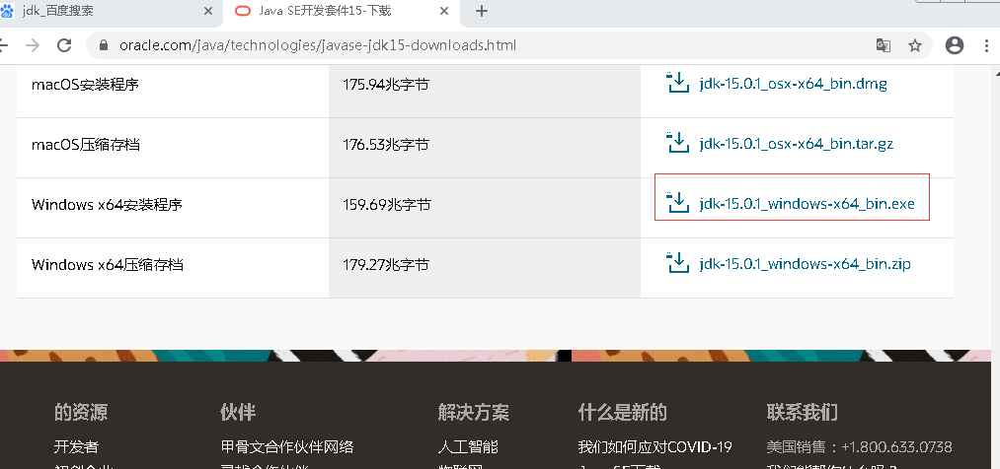 jdk_百度搜索
Java SE开发套件15-下载
oracle.com/java/technologies/javase-jdk15-downloads.html
macOS安装程序 175.94兆字节 jdk-15.0.1_osx-x64_bin.dmg
macOS压缩存档 176.53兆字节 jdk-15.0.1_osx-x64_bin.tar.gz
Windows x64安装程序 159.69兆字节 jdk-15.0.1_windows-x64_bin.exe
Windows x64压缩存档 179.27兆字节 jdk-15.0.1_windows-x64_bin.zip
的资源 伙伴 解决方案 什么是新的 联系我们
开发者 甲骨文合作伙伴网络 人工智能 我们如何应对COVID-19 美国销售：+1.800.633.0738